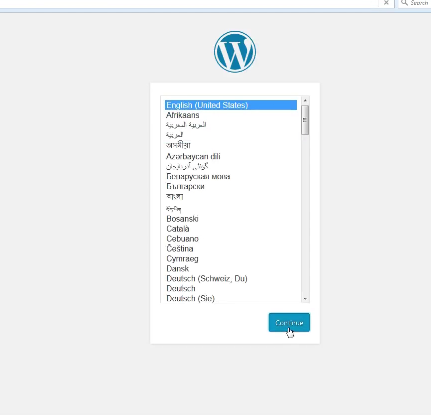 Search
English (United States)
Afrikaans
العربية المغربية
العربية
অসমীয়া
Azərbaycan dili
گؤنئی آذربایجان
Беларуская мова
Български
বাংলা
བོད་ཡིག
Bosanski
Català
Cebuano
Čeština
Cymraeg
Dansk
Deutsch (Schweiz, Du)
Deutsch
Deutsch (Sie)
Continue